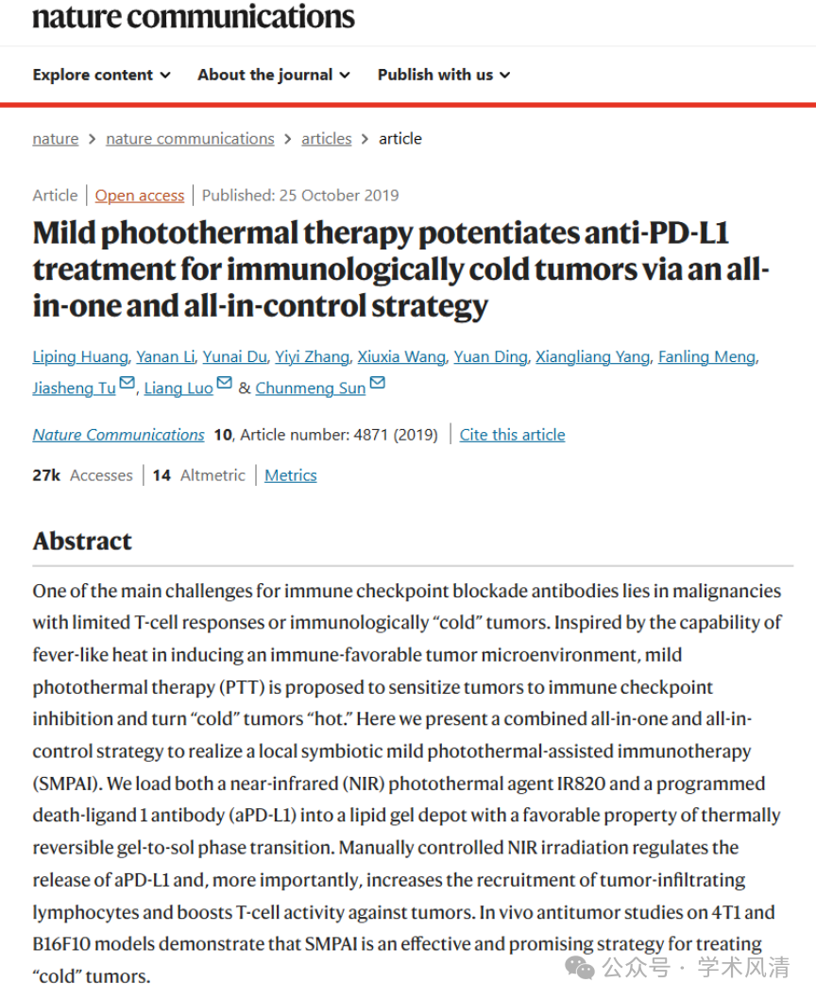 nature communications
Explore content About the journal Publish with us
nature > nature communications > articles > article
Article | Open access | Published: 25 October 2019
Mild photothermal therapy potentiates anti-PD-L1
treatment for immunologically cold tumors via an all-
in-one and all-in-control strategy
Liping Huang, Yanan Li, Yunai Du, Yiyi Zhang, Xiuxia Wang, Yuan Ding, Xiangliang Yang, Fanling Meng,
Jiasheng Tu, Liang Luo & Chunmeng Sun
Nature Communications 10, Article number: 4871 (2019) | Cite this article
27k Accesses | 14 Altmetric | Metrics
Abstract
One of the main challenges for immune checkpoint blockade antibodies lies in malignancies
with limited T-cell responses or immunologically “cold” tumors. Inspired by the capability of
fever-like heat in inducing an immune-favorable tumor microenvironment, mild
photothermal therapy (PTT) is proposed to sensitize tumors to immune checkpoint
inhibition and turn “cold” tumors “hot.” Here we present a combined all-in-one and all-in-
control strategy to realize a local symbiotic mild photothermal-assisted immunotherapy
(SMPAI). We load both a near-infrared (NIR) photothermal agent IR820 and a programmed
death-ligand 1 antibody (aPD-L1) into a lipid gel depot with a favorable property of thermally
reversible gel-to-sol phase transition. Manually controlled NIR irradiation regulates the
release of aPD-L1 and, more importantly, increases the recruitment of tumor-infiltrating
lymphocytes and boosts T-cell activity against tumors. In vivo antitumor studies on 4T1 and
B16F10 models demonstrate that SMPAI is an effective and promising strategy for treating
“cold” tumors.
公众号 · 学术风清